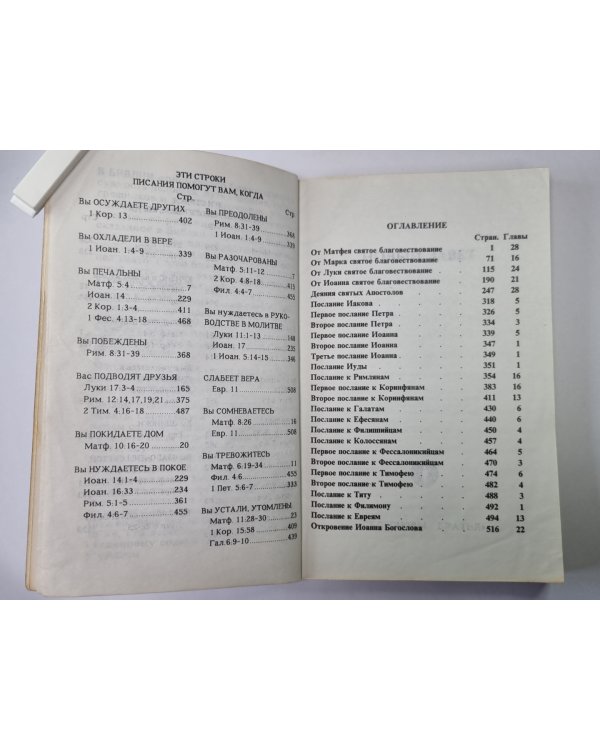 ЭТИ СТРОКИ
ПИСАНИЯ ПОМОГУТ ВАМ, КОГДА
Стр.
Вы ОСУЖДАЕТЕ ДРУГИХ
1 Кор. 13 402
Вы ОХЛАДЕЛИ В ВЕРЕ
1 Иоан. 1:4-9 339
Вы ПЕЧАЛЬНЫ
Матф. 5:4 7
Иоан. 14 229
2 Кор. 1.3-4 411
1 Фес. 4:13-18 468
Вы ПОБЕЖДЕНЫ
Рим. 8:31-39 368
Вас ПОДВОДЯТ ДРУЗЬЯ
Луки 17.3-4 165
Рим. 12:14,17,19,21 375
2 Тим. 4.16-18 487
Вы ПОКИДАЕТЕ ДОМ
Матф. 10.16-20 20
Вы НУЖДАЕТЕСЬ В ПОКОЕ
Иоан. 14:1-4 229
Иоан. 16:33 234
Рим. 5:1-5 361
Фил. 4:6-7 455
Стр.
Вы ПРЕОДОЛЕНЫ
Рим. 8:31-39 368
1 Иоан. 1:4-9 339
Вы РАЗОЧАРОВАНЫ
Матф. 5:11-12 7
2 Кор. 4:8-18 415
Фил. 4:4-7 455
Вы нуждаетесь в РУКО-
ВОДСТВЕ В МОЛИТВЕ
Луки 11:1-13 148
Иоан. 17 235
1 Иоан. 5:14-15 346
СЛАБЕЕТ ВЕРА
Евр. 11 508
Вы СОМНЕВАЕТЕСЬ
Матф. 8:26 16
Евр. 11 508
Вы ТРЕВОЖИТЕСЬ
Матф. 6:19-34 11
Фил. 4.6
1 Пет. 5:6-7 333
Вы УСТАЛИ, УТОМЛЕНЫ
Матф. 11.28-30 23
1 Кор. 15:58 409
Гал.6.9-10 439
ОГЛАВЛЕНИЕ
Стран. Главы
От Матфея святое благовествование 1 28
От Марка святое благовествование 71 16
От Луки святое благовествование 115 24
От Иоанна святое благовествование 190 21
Деяния святых Апостолов 247 28
Послание Иакова 318 5
Первое послание Петра 326 5
Второе послание Петра 334 3
Первое послание Иоанна 339 5
Второе послание Иоанна 347 1
Третье послание Иоанна 349 1
Послание Иуды 351 1
Послание к Римлянам 354 16
Первое послание к Коринфянам 383 16
Второе послание к Коринфянам 411 13
Послание к Галатам 430 6
Послание к Ефесянам 440 6
Послание к Филиппийцам 450 4
Послание к Колоссянам 457 4
Первое послание к Фессалоникийцам 464 5
Второе послание к Фессалоникийцам 470 3
Первое послание к Тимофею 474 6
Второе послание к Тимофею 482 4
Послание к Титу 488 3
Послание к Филимону 492 1
Послание к Евреям 494 13
Откровение Иоанна Богослова 516 22